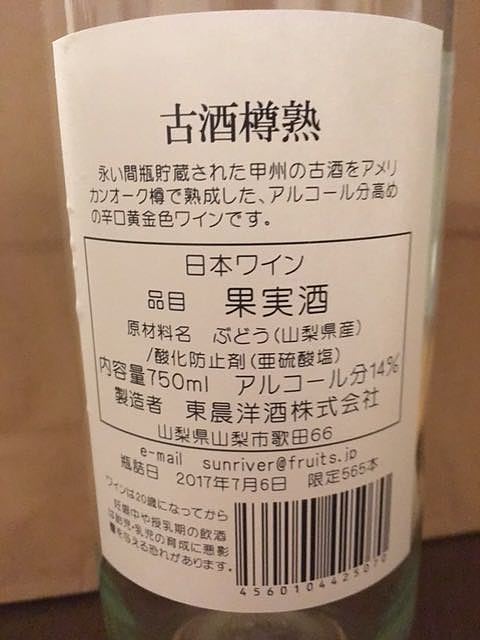 古酒樽熟
永い間瓶貯蔵された甲州の古酒をアメリ
カンオーク樽で熟成した、アルコール分高め
の辛口黄金色ワインです。
日本ワイン
品目 果実酒
原材料名 ぶどう(山梨県産)
/酸化防止剤(亜硫酸塩)
内容量750ml アルコール分14%
製造者 東晨洋酒株式会社
山梨県山梨市歌田66
e-mail sunriver@fruits.jp
瓶詰日 2017年7月6日 限定565本
ワインは20歳になってから
妊娠中や授乳期の飲酒
は胎児・乳児の育成に悪影
響を与える恐れがあります。
4560104425070